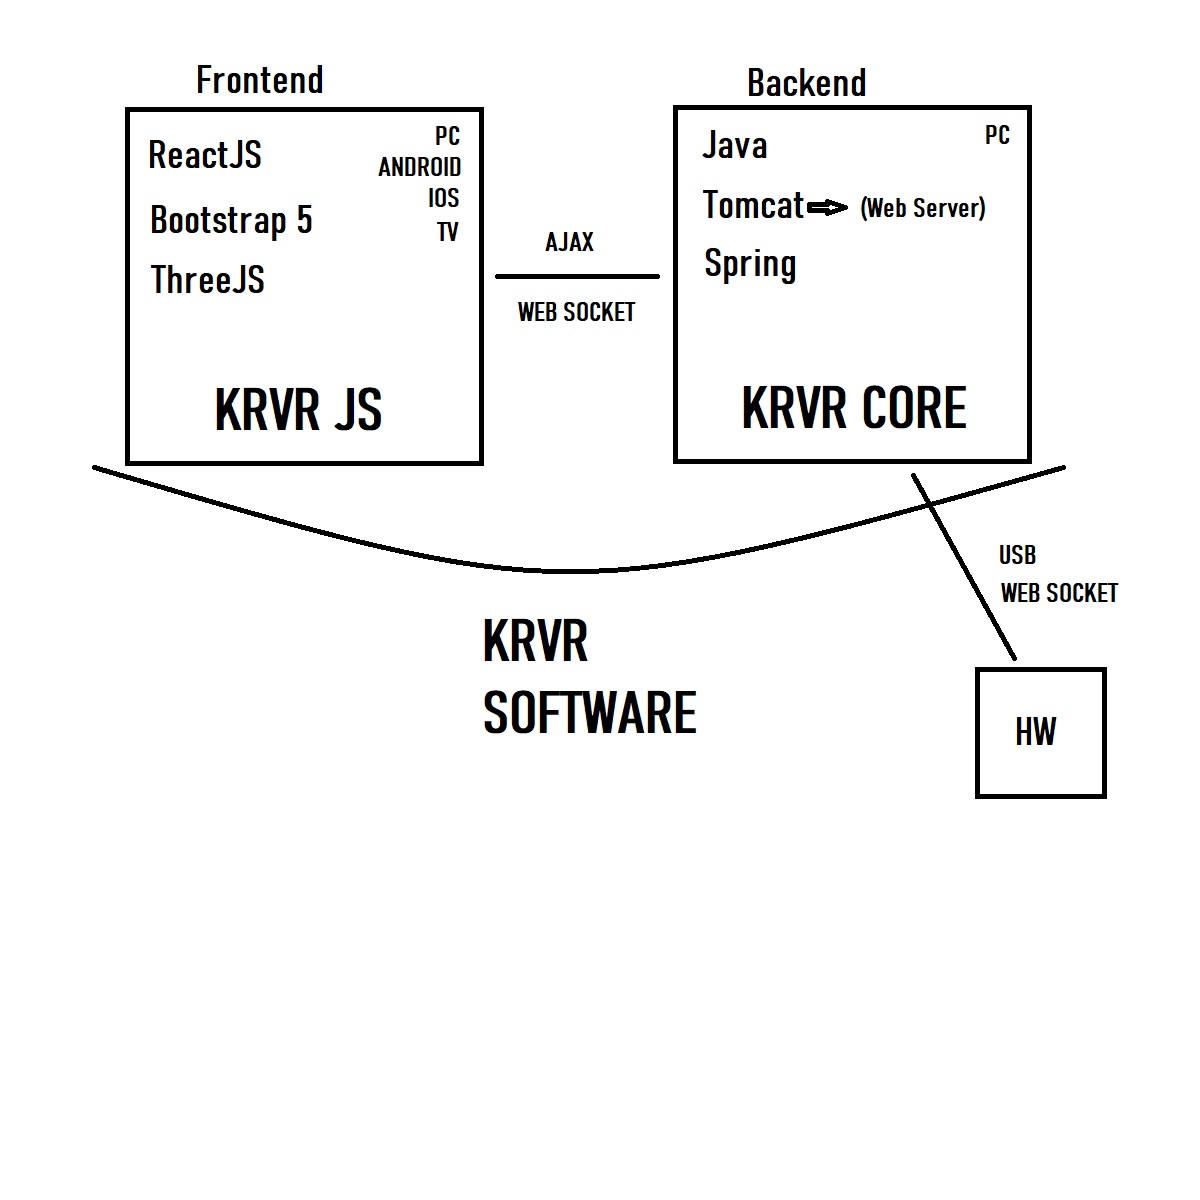 Frontend
ReactJS
Bootstrap 5
ThreeJS
PC
ANDROID
IOS
TV
KRVR JS
AJAX
WEB SOCKET
Backend
Java
PC
Tomcat (Web Server)
Spring
KRVR CORE
KRVR
SOFTWARE
USB
WEB SOCKET
HW